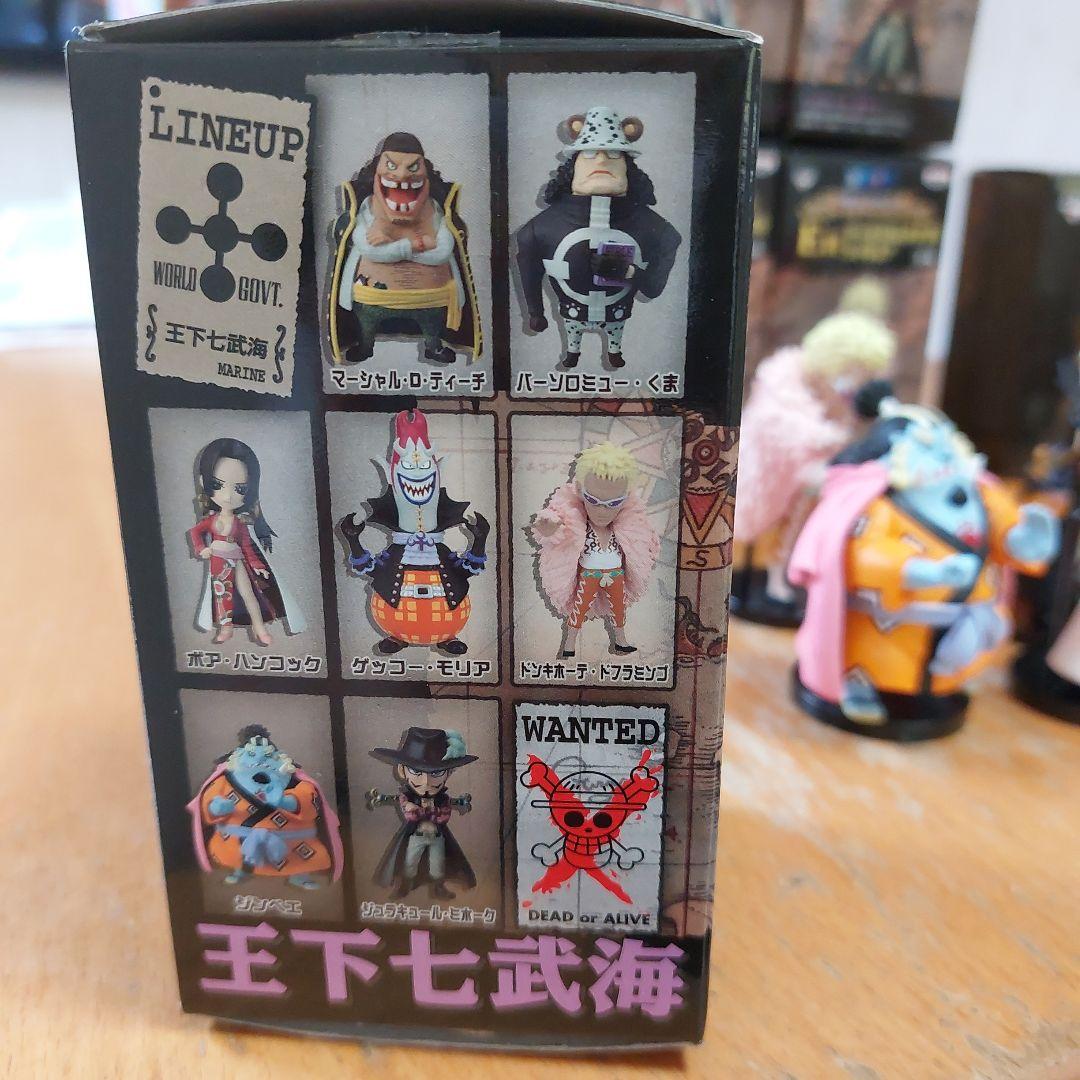 LINEUP
WORLD GOVT.
王下七武海
MARINE
マーシャル・D・ティーチ
バーソロミュー・くま
ボア・ハンコック
ゲッコー・モリア
ドンキホーテ・ドフラミンゴ
ジンベエ
ジュラキュール・ミホーク
WANTED
DEAD or ALIVE
王下七武海